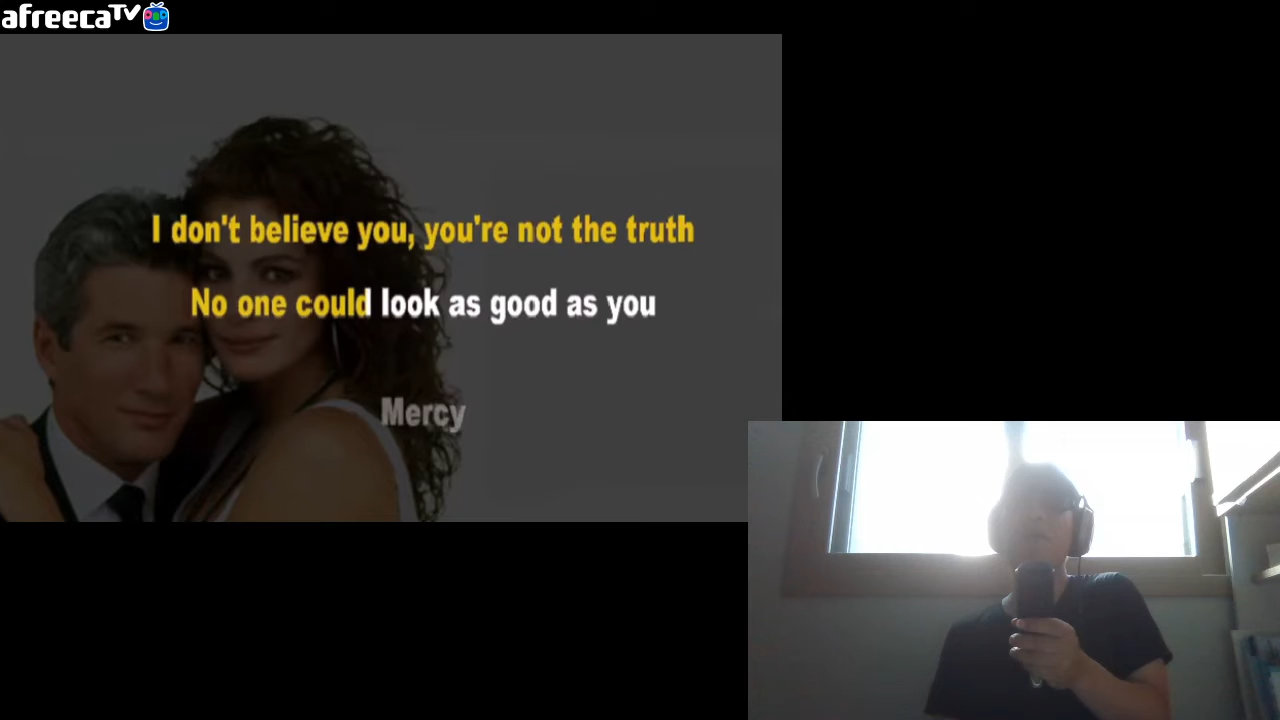 afreecaTV
I don't believe you, you're not the truth
No one could look as good as you
Mercy